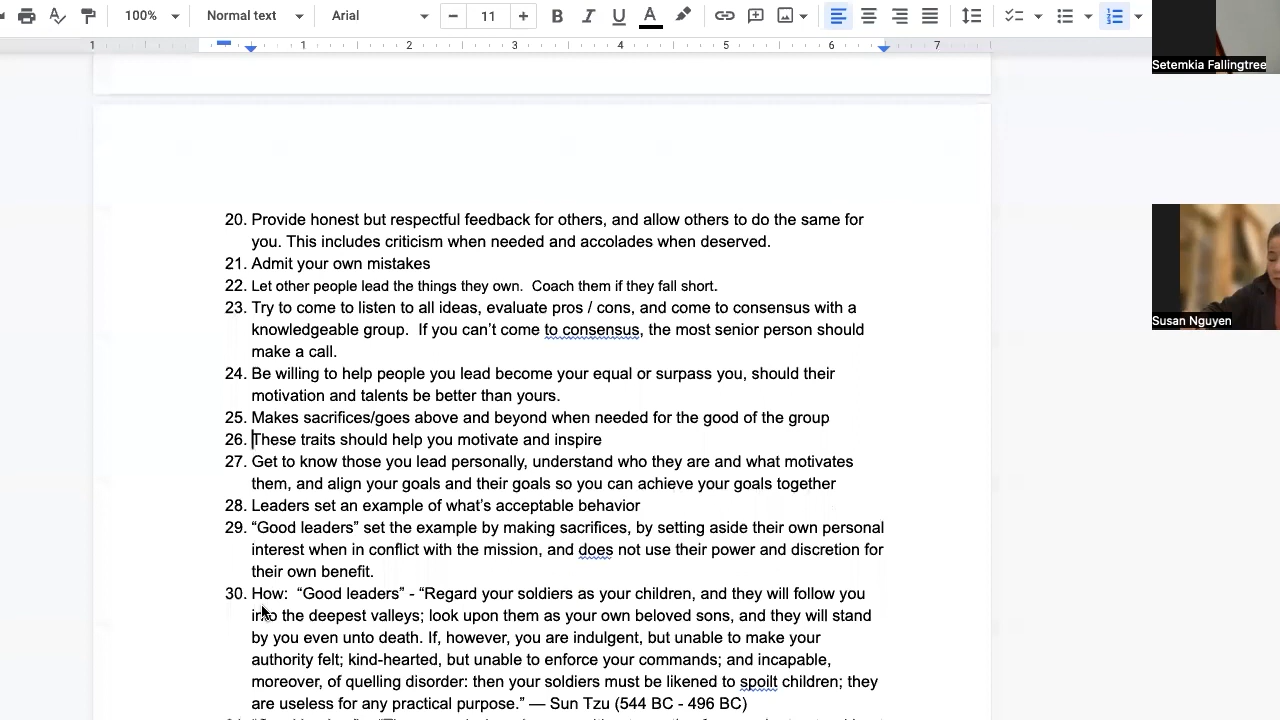 100%
Normal text
Arial
11
1 1 2 3 4 5 6 7
Setemkia Fallingtree
Susan Nguyen
20. Provide honest but respectful feedback for others, and allow others to do the same for
you. This includes criticism when needed and accolades when deserved.
21. Admit your own mistakes
22. Let other people lead the things they own.  Coach them if they fall short.
23. Try to come to listen to all ideas, evaluate pros / cons, and come to consensus with a
knowledgeable group.  If you can’t come to consensus, the most senior person should
make a call.
24. Be willing to help people you lead become your equal or surpass you, should their
motivation and talents be better than yours.
25. Makes sacrifices/goes above and beyond when needed for the good of the group
26. These traits should help you motivate and inspire
27. Get to know those you lead personally, understand who they are and what motivates
them, and align your goals and their goals so you can achieve your goals together
28. Leaders set an example of what’s acceptable behavior
29. “Good leaders” set the example by making sacrifices, by setting aside their own personal
interest when in conflict with the mission, and does not use their power and discretion for
their own benefit.
30. How:  “Good leaders” - “Regard your soldiers as your children, and they will follow you
into the deepest valleys; look upon them as your own beloved sons, and they will stand
by you even unto death. If, however, you are indulgent, but unable to make your
authority felt; kind-hearted, but unable to enforce your commands; and incapable,
moreover, of quelling disorder: then your soldiers must be likened to spoilt children; they
are useless for any practical purpose.” — Sun Tzu (544 BC - 496 BC)